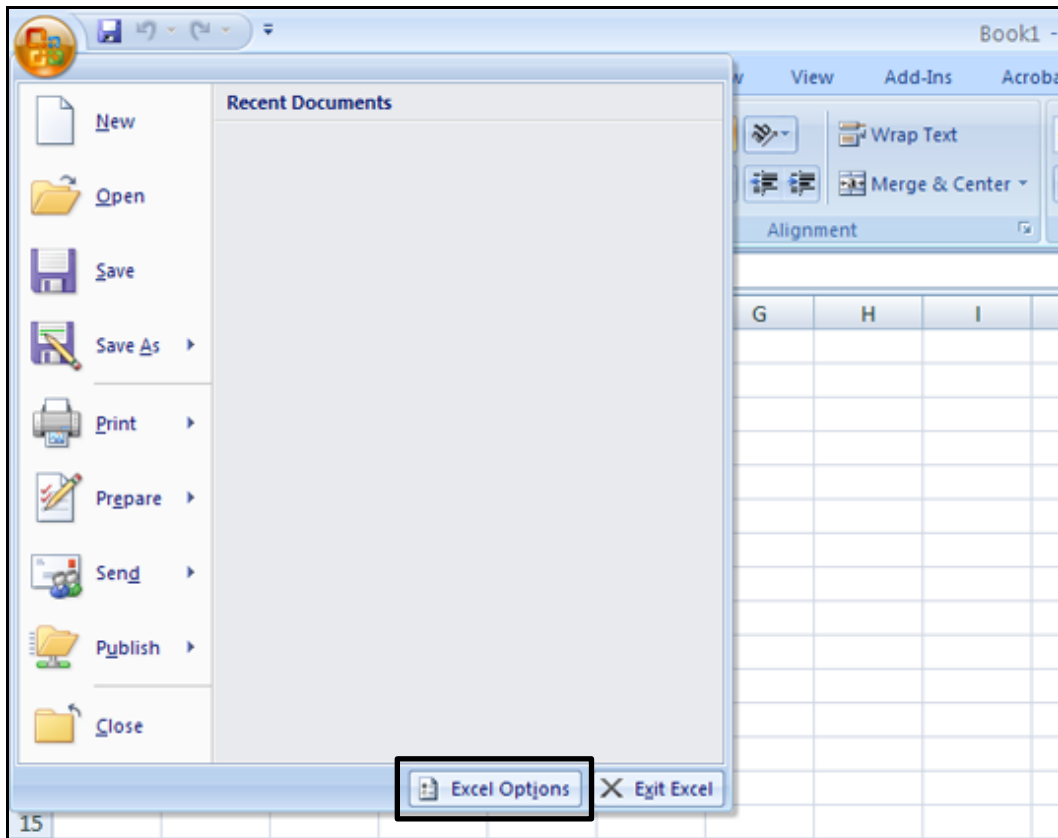 Book1 -
View Add-Ins
Recent Documents
New
Open
Save
Save As
Print
Prepare
Send
Publish
Close
Wrap Text
Merge & Center
Alignment
G H I
Excel Options Exit Excel
15